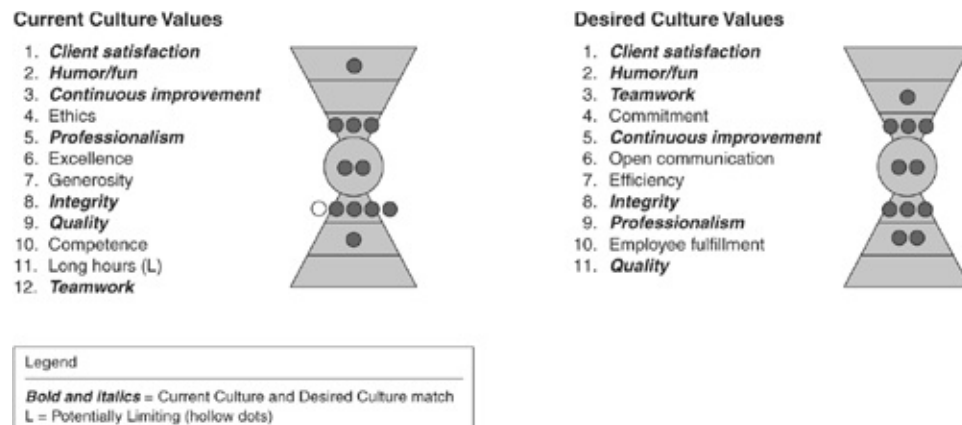 Current Culture Values
1. Client satisfaction
2. Humor/fun
3. Continuous improvement
4. Ethics
5. Professionalism
6. Excellence
7. Generosity
8. Integrity
9. Quality
10. Competence
11. Long hours (L)
12. Teamwork
Desired Culture Values
1. Client satisfaction
2. Humor/fun
3. Teamwork
4. Commitment
5. Continuous improvement
6. Open communication
7. Efficiency
8. Integrity
9. Professionalism
10. Employee fulfillment
11. Quality
Legend
Bold and italics = Current Culture and Desired Culture match
L = Potentially Limiting (hollow dots)